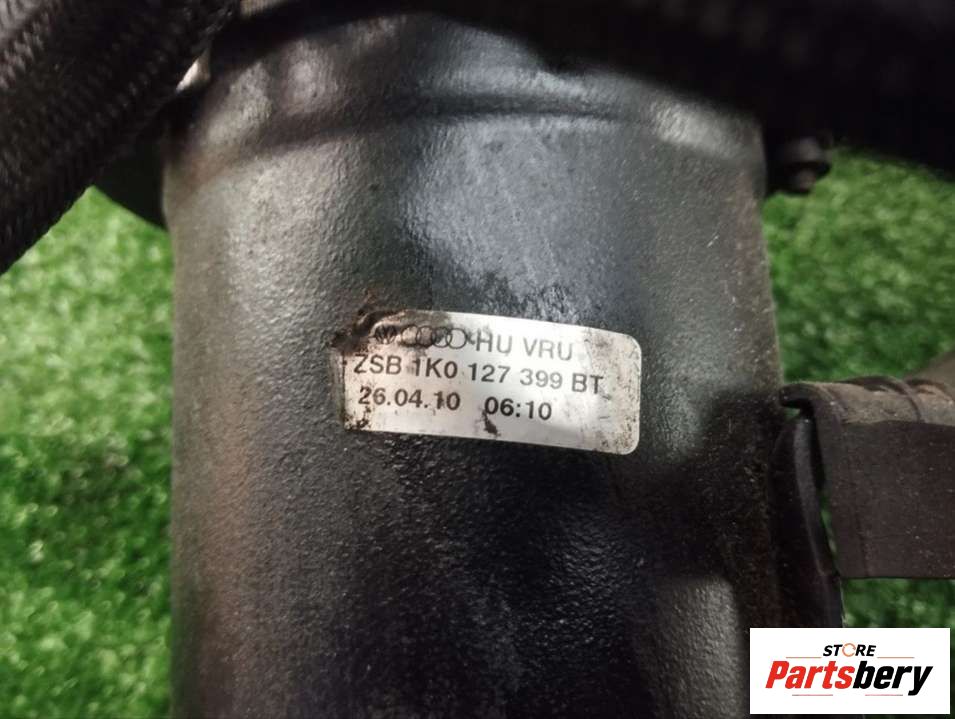 HU VRU
ZSB 1K0 127 399 BT
26.04.10 06:10
STORE
Partsbery